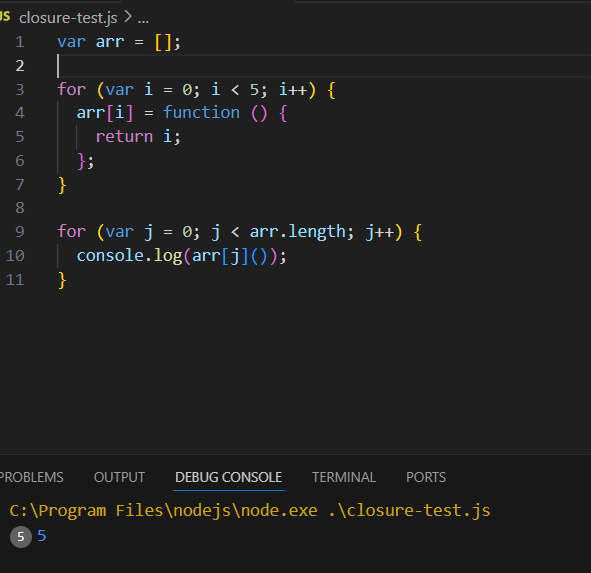 JS closure-test.js > ...
1 var arr = [];
2
3 for (var i = 0; i < 5; i++) {
4   arr[i] = function () {
5     return i;
6   };
7 }
8
9 for (var j = 0; j < arr.length; j++) {
10   console.log(arr[j]());
11 }
PROBLEMS OUTPUT DEBUG CONSOLE TERMINAL PORTS
C:\Program Files\nodejs\node.exe .\closure-test.js
5 5